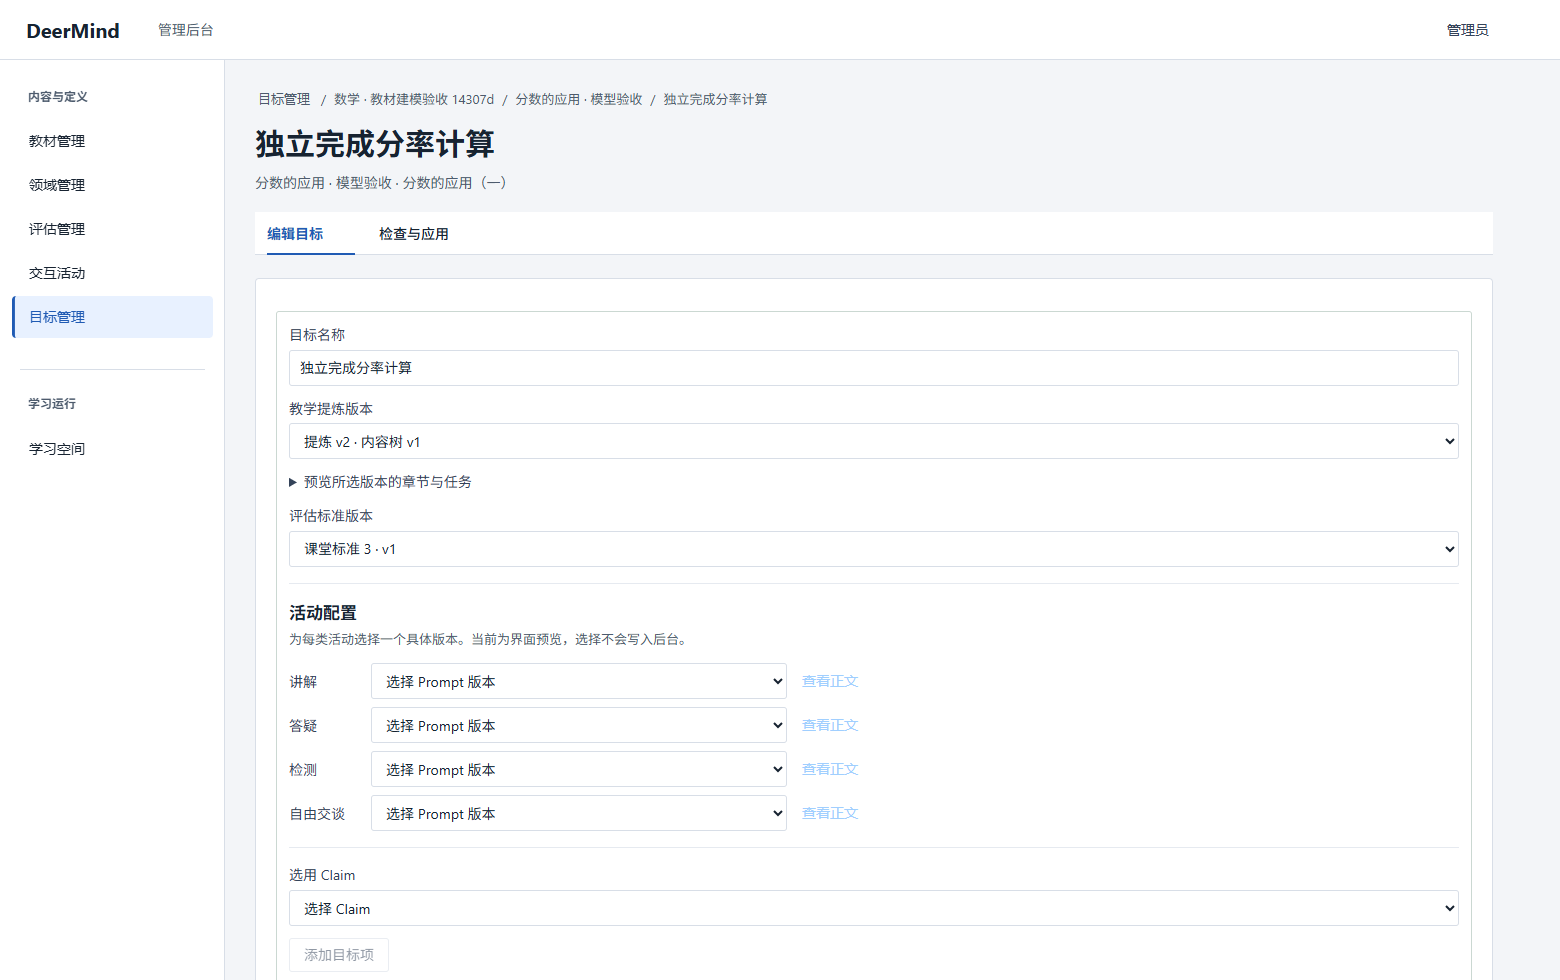 DeerMind 管理后台 管理员
内容与定义
教材管理
领域管理
评估管理
交互活动
目标管理
学习运行
学习空间
目标管理 / 数学 · 教材建模验收 14307d / 分数的应用 · 模型验收 / 独立完成分率计算
独立完成分率计算
分数的应用 · 模型验收 · 分数的应用（一）
编辑目标 检查与应用
目标名称
独立完成分率计算
教学提炼版本
提炼 v2 · 内容树 v1
预览所选版本的章节与任务
评估标准版本
课堂标准 3 · v1
活动配置
为每类活动选择一个具体版本。当前为界面预览，选择不会写入后台。
讲解 选择 Prompt 版本 查看正文
答疑 选择 Prompt 版本 查看正文
检测 选择 Prompt 版本 查看正文
自由交谈 选择 Prompt 版本 查看正文
选用 Claim
选择 Claim
添加目标项